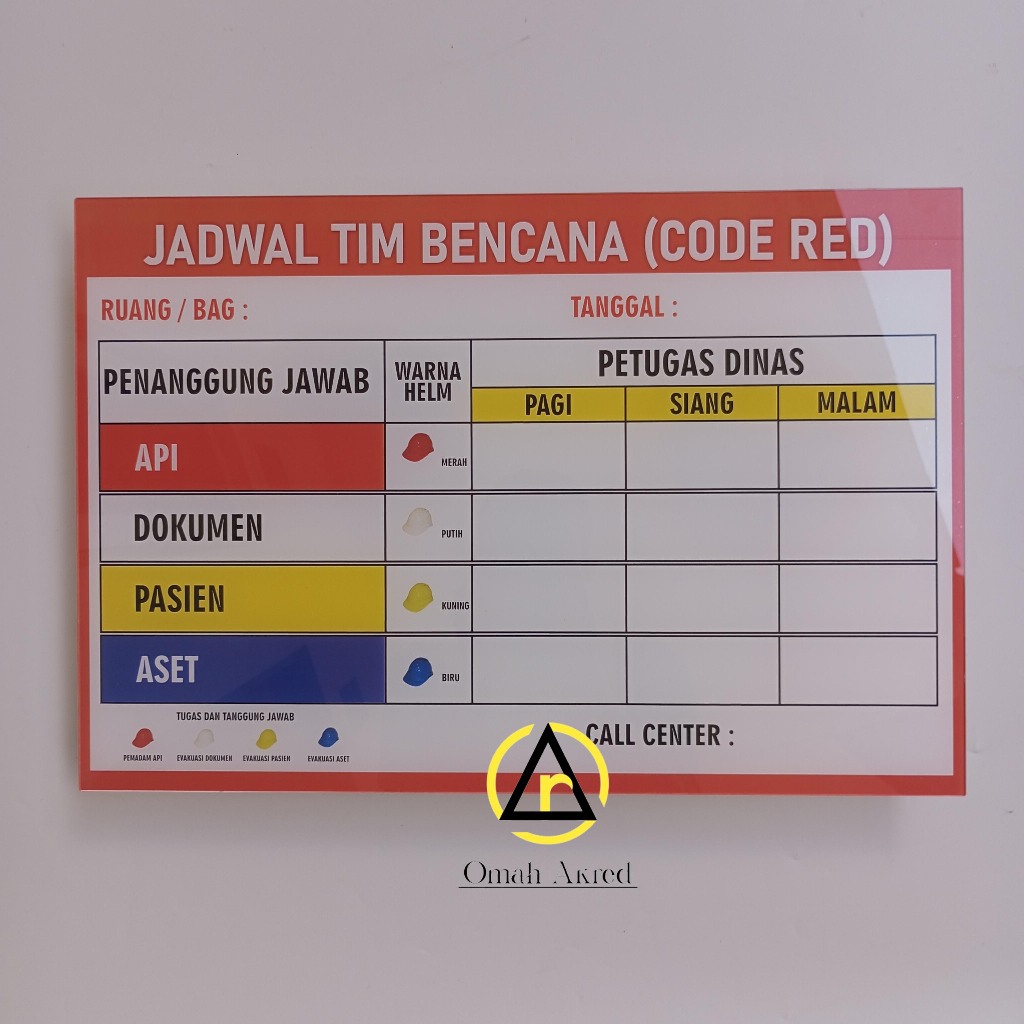 JADWAL TIM BENCANA (CODE RED)
RUANG / BAG : TANGGAL :
PENANGGUNG JAWAB
WARNA
HELM
PETUGAS DINAS
PAGI SIANG MALAM
API MERAH
DOKUMEN PUTIH
PASIEN KUNING
ASET BIRU
TUGAS DAN TANGGUNG JAWAB
PEMADAM API EVAKUASI DOKUMEN EVAKUASI PASIEN EVAKUASI ASET
CALL CENTER :
r
Omah Akred